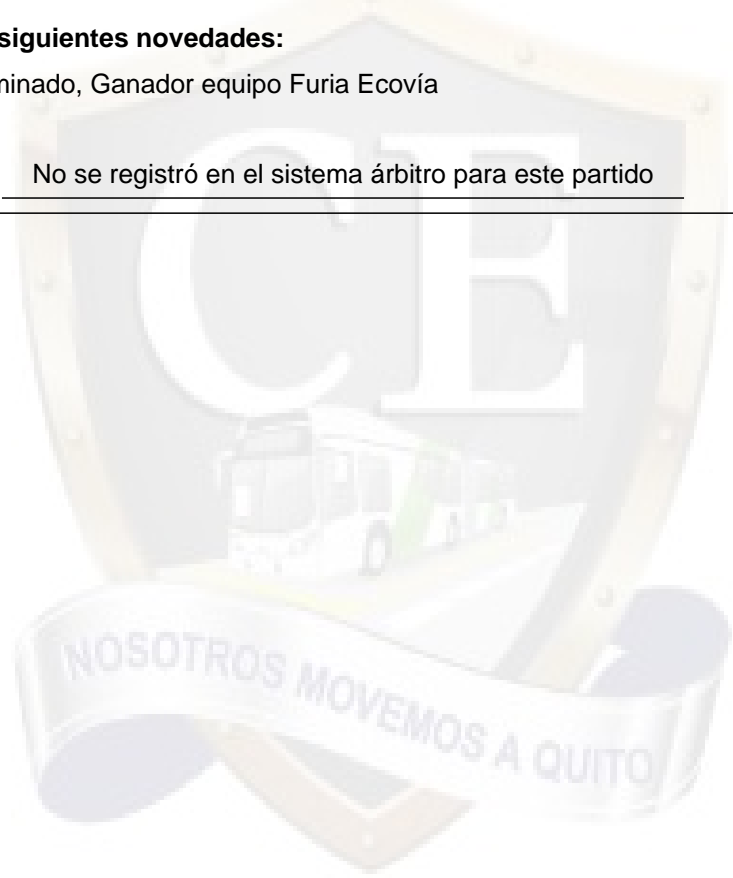 siguientes novedades:
minado, Ganador equipo Furia Ecovía
No se registró en el sistema árbitro para este partido
CE
NOSOTROS MOVEMOS A QUITO